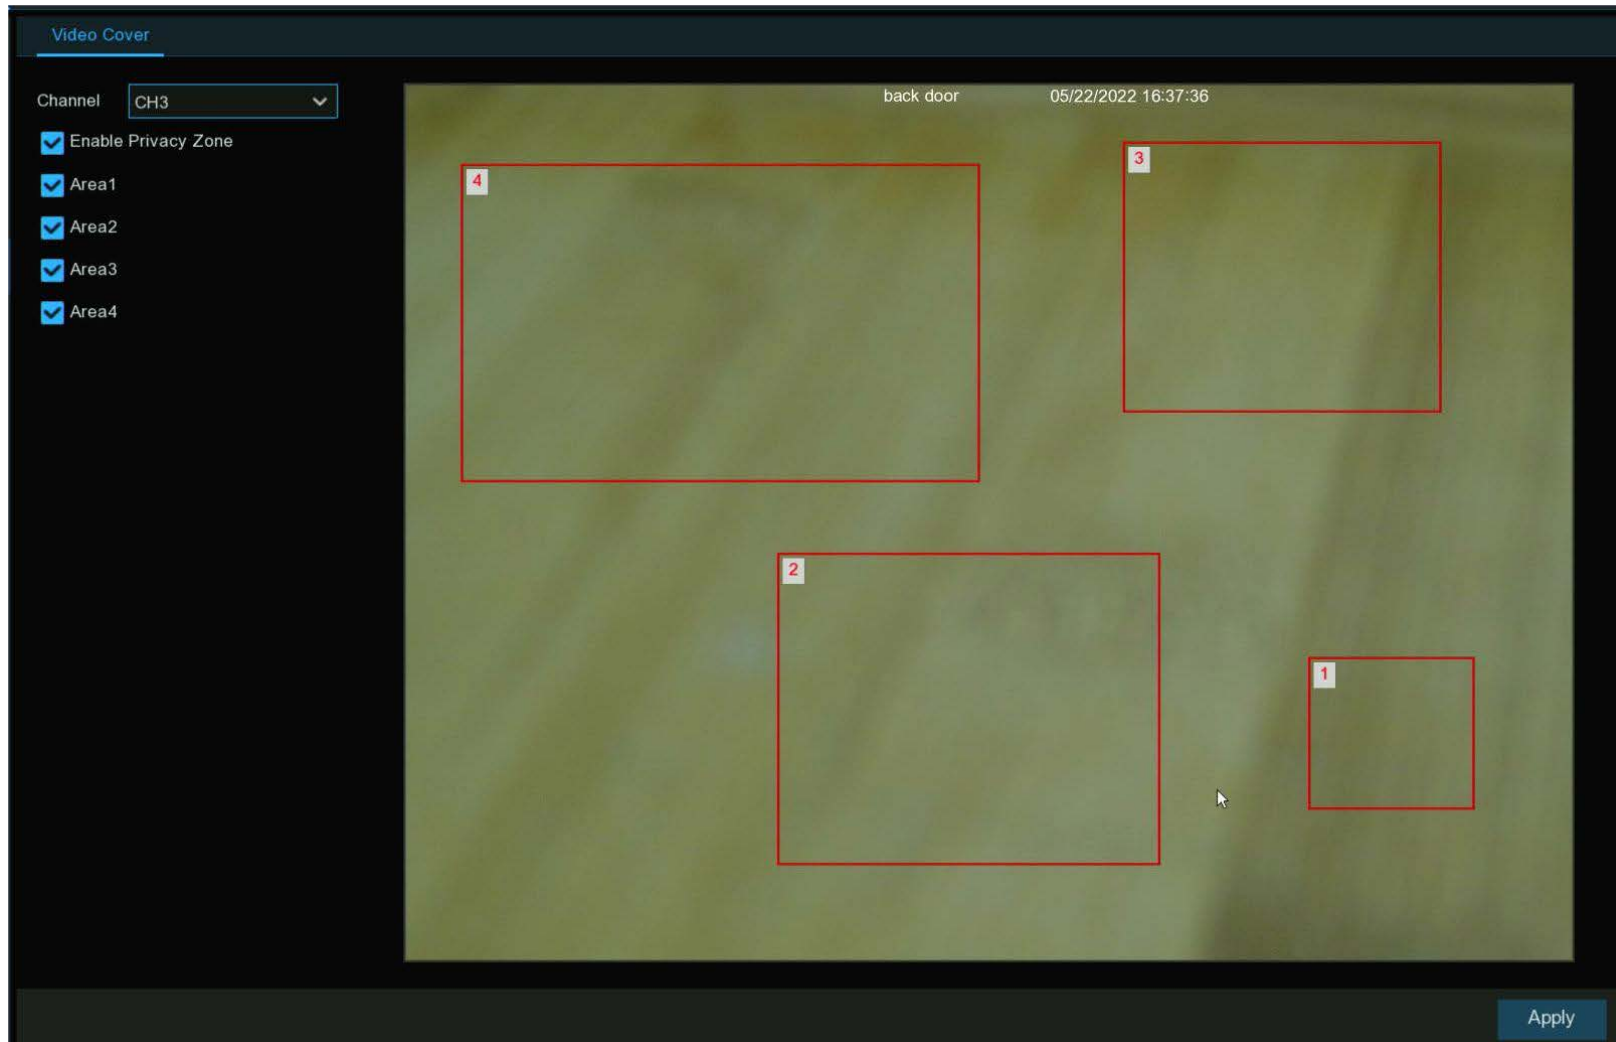 Video Cover
Channel CH3
back door 05/22/2022 16:37:36
Enable Privacy Zone
Area1
Area2
Area3
Area4
3
4
2
1
Apply